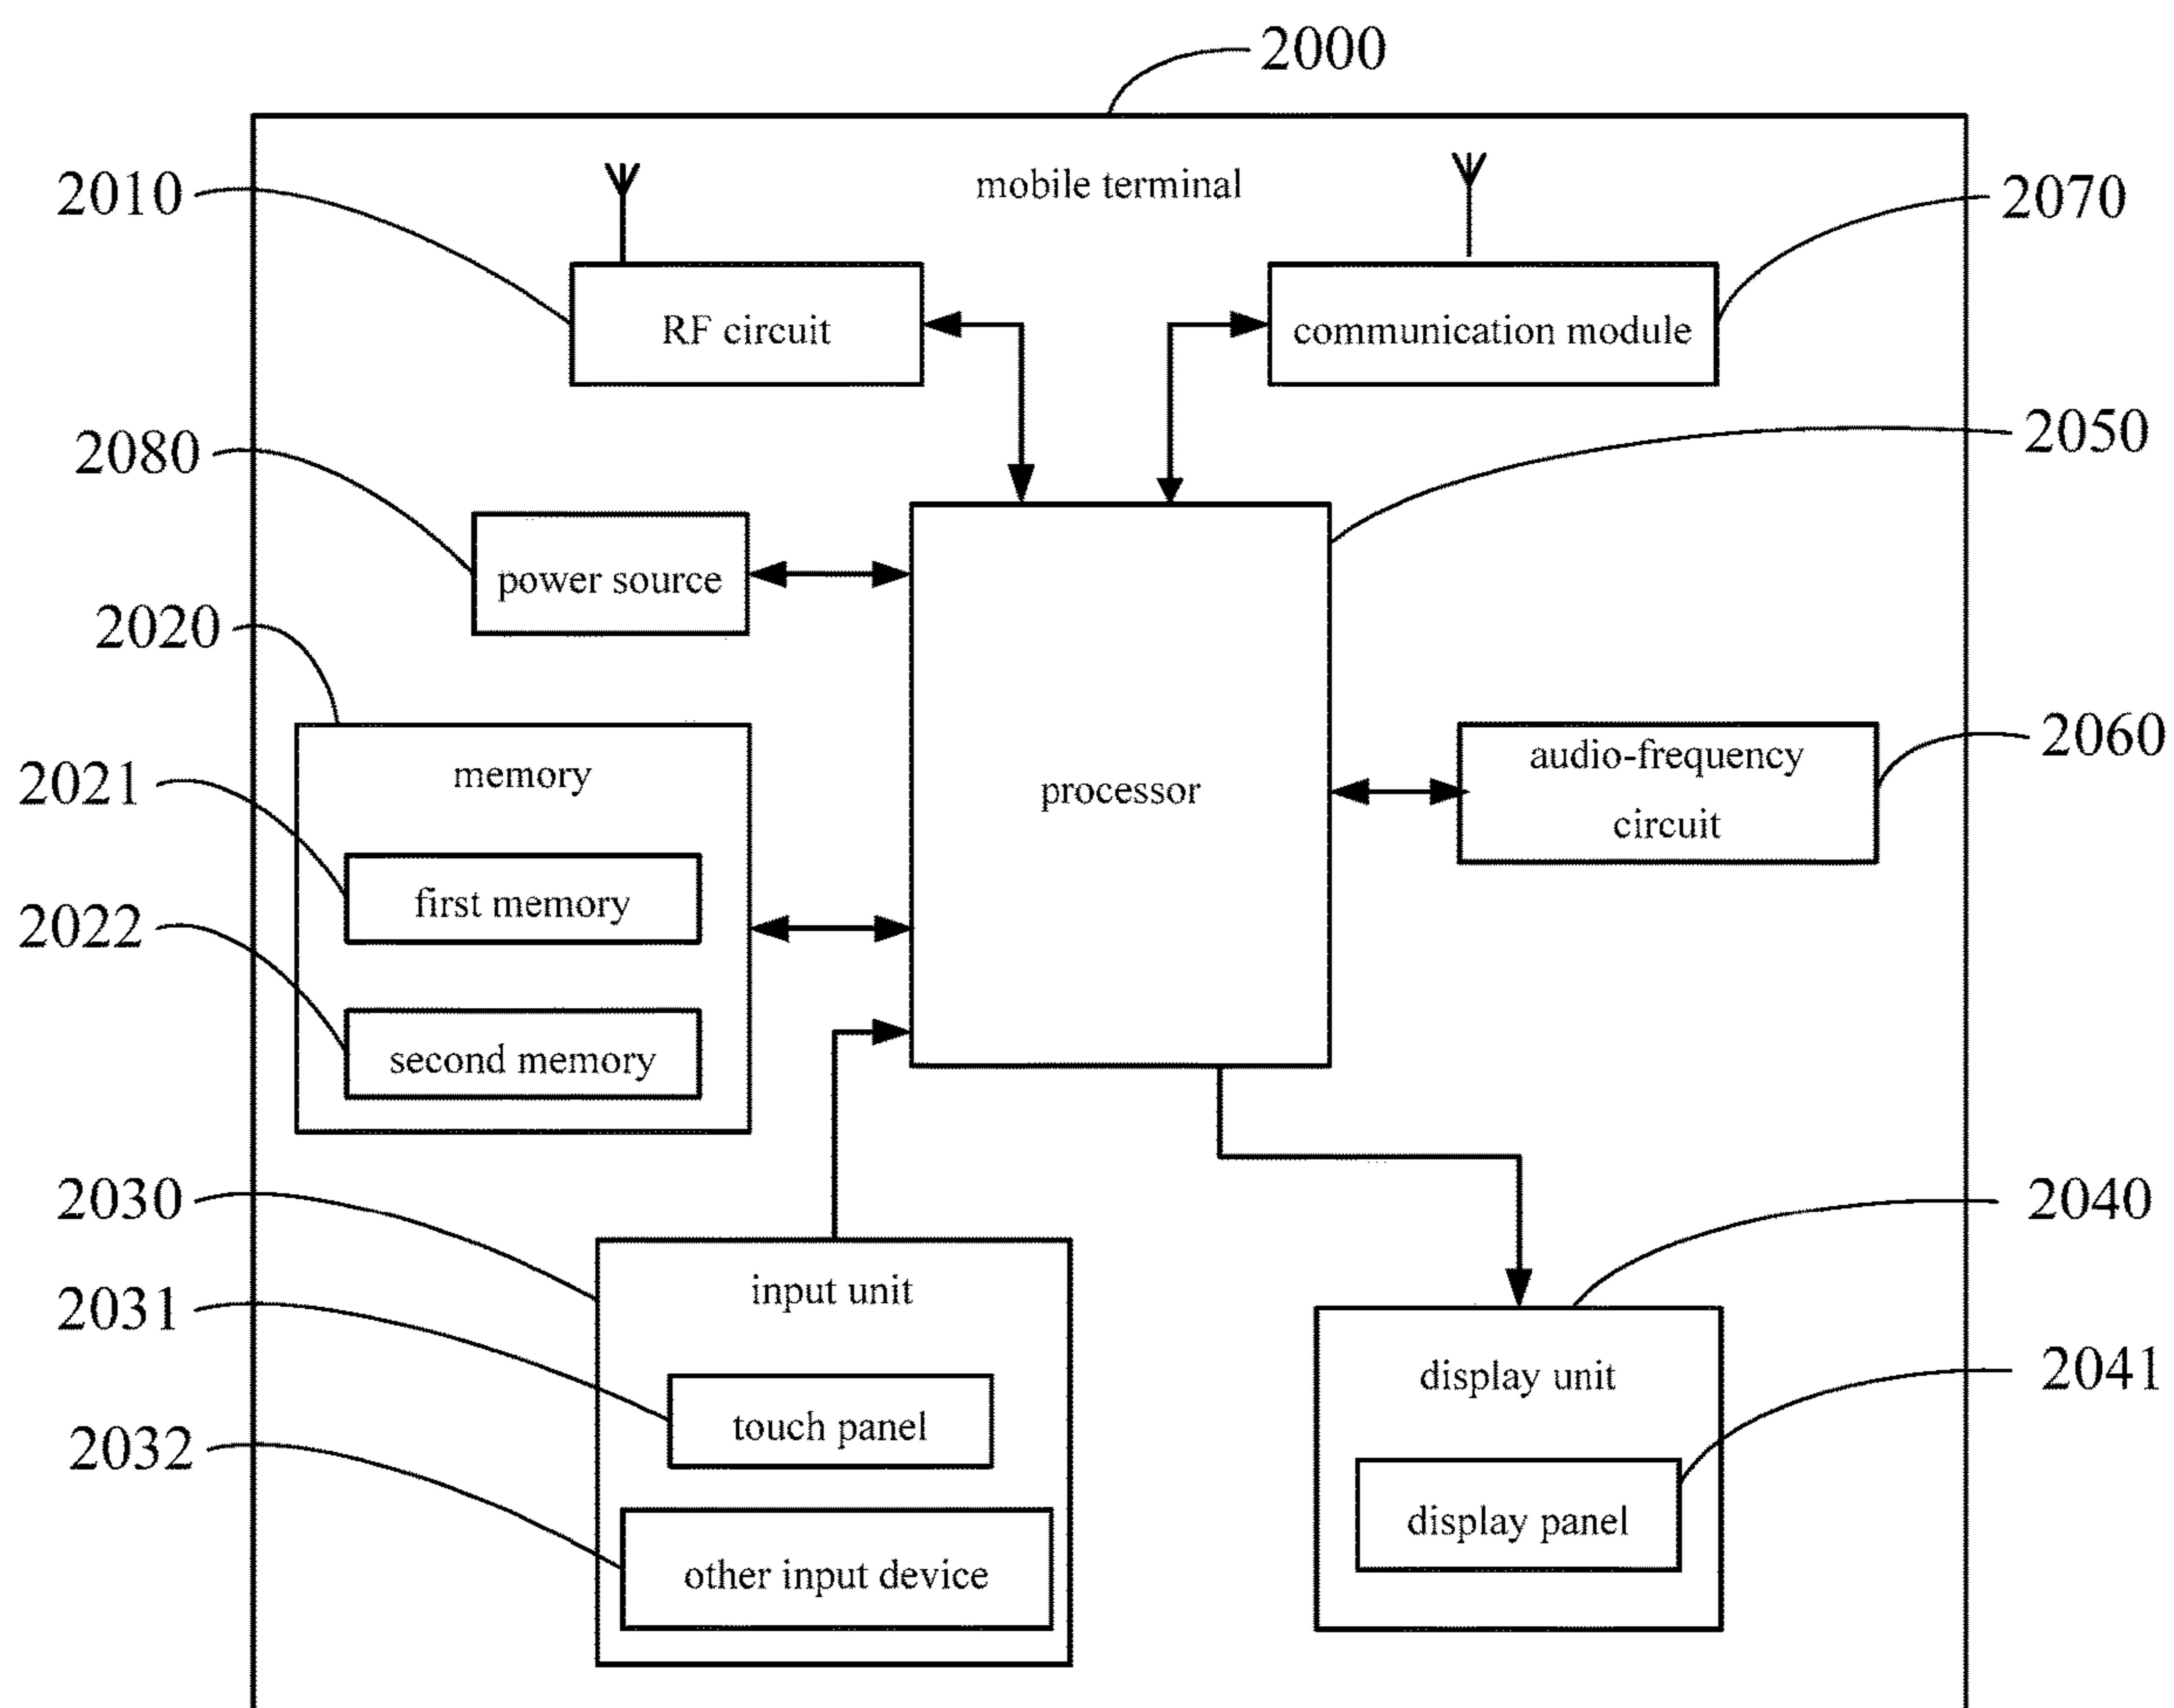 2000
mobile terminal
2010
2070
RF circuit
communication module
2080
2050
power source
2020
2060
memory
processor
audio-frequency
circuit
2021
first memory
2022
second memory
2030
2040
input unit
2031
display unit
2041
touch panel
2032
display panel
other input device